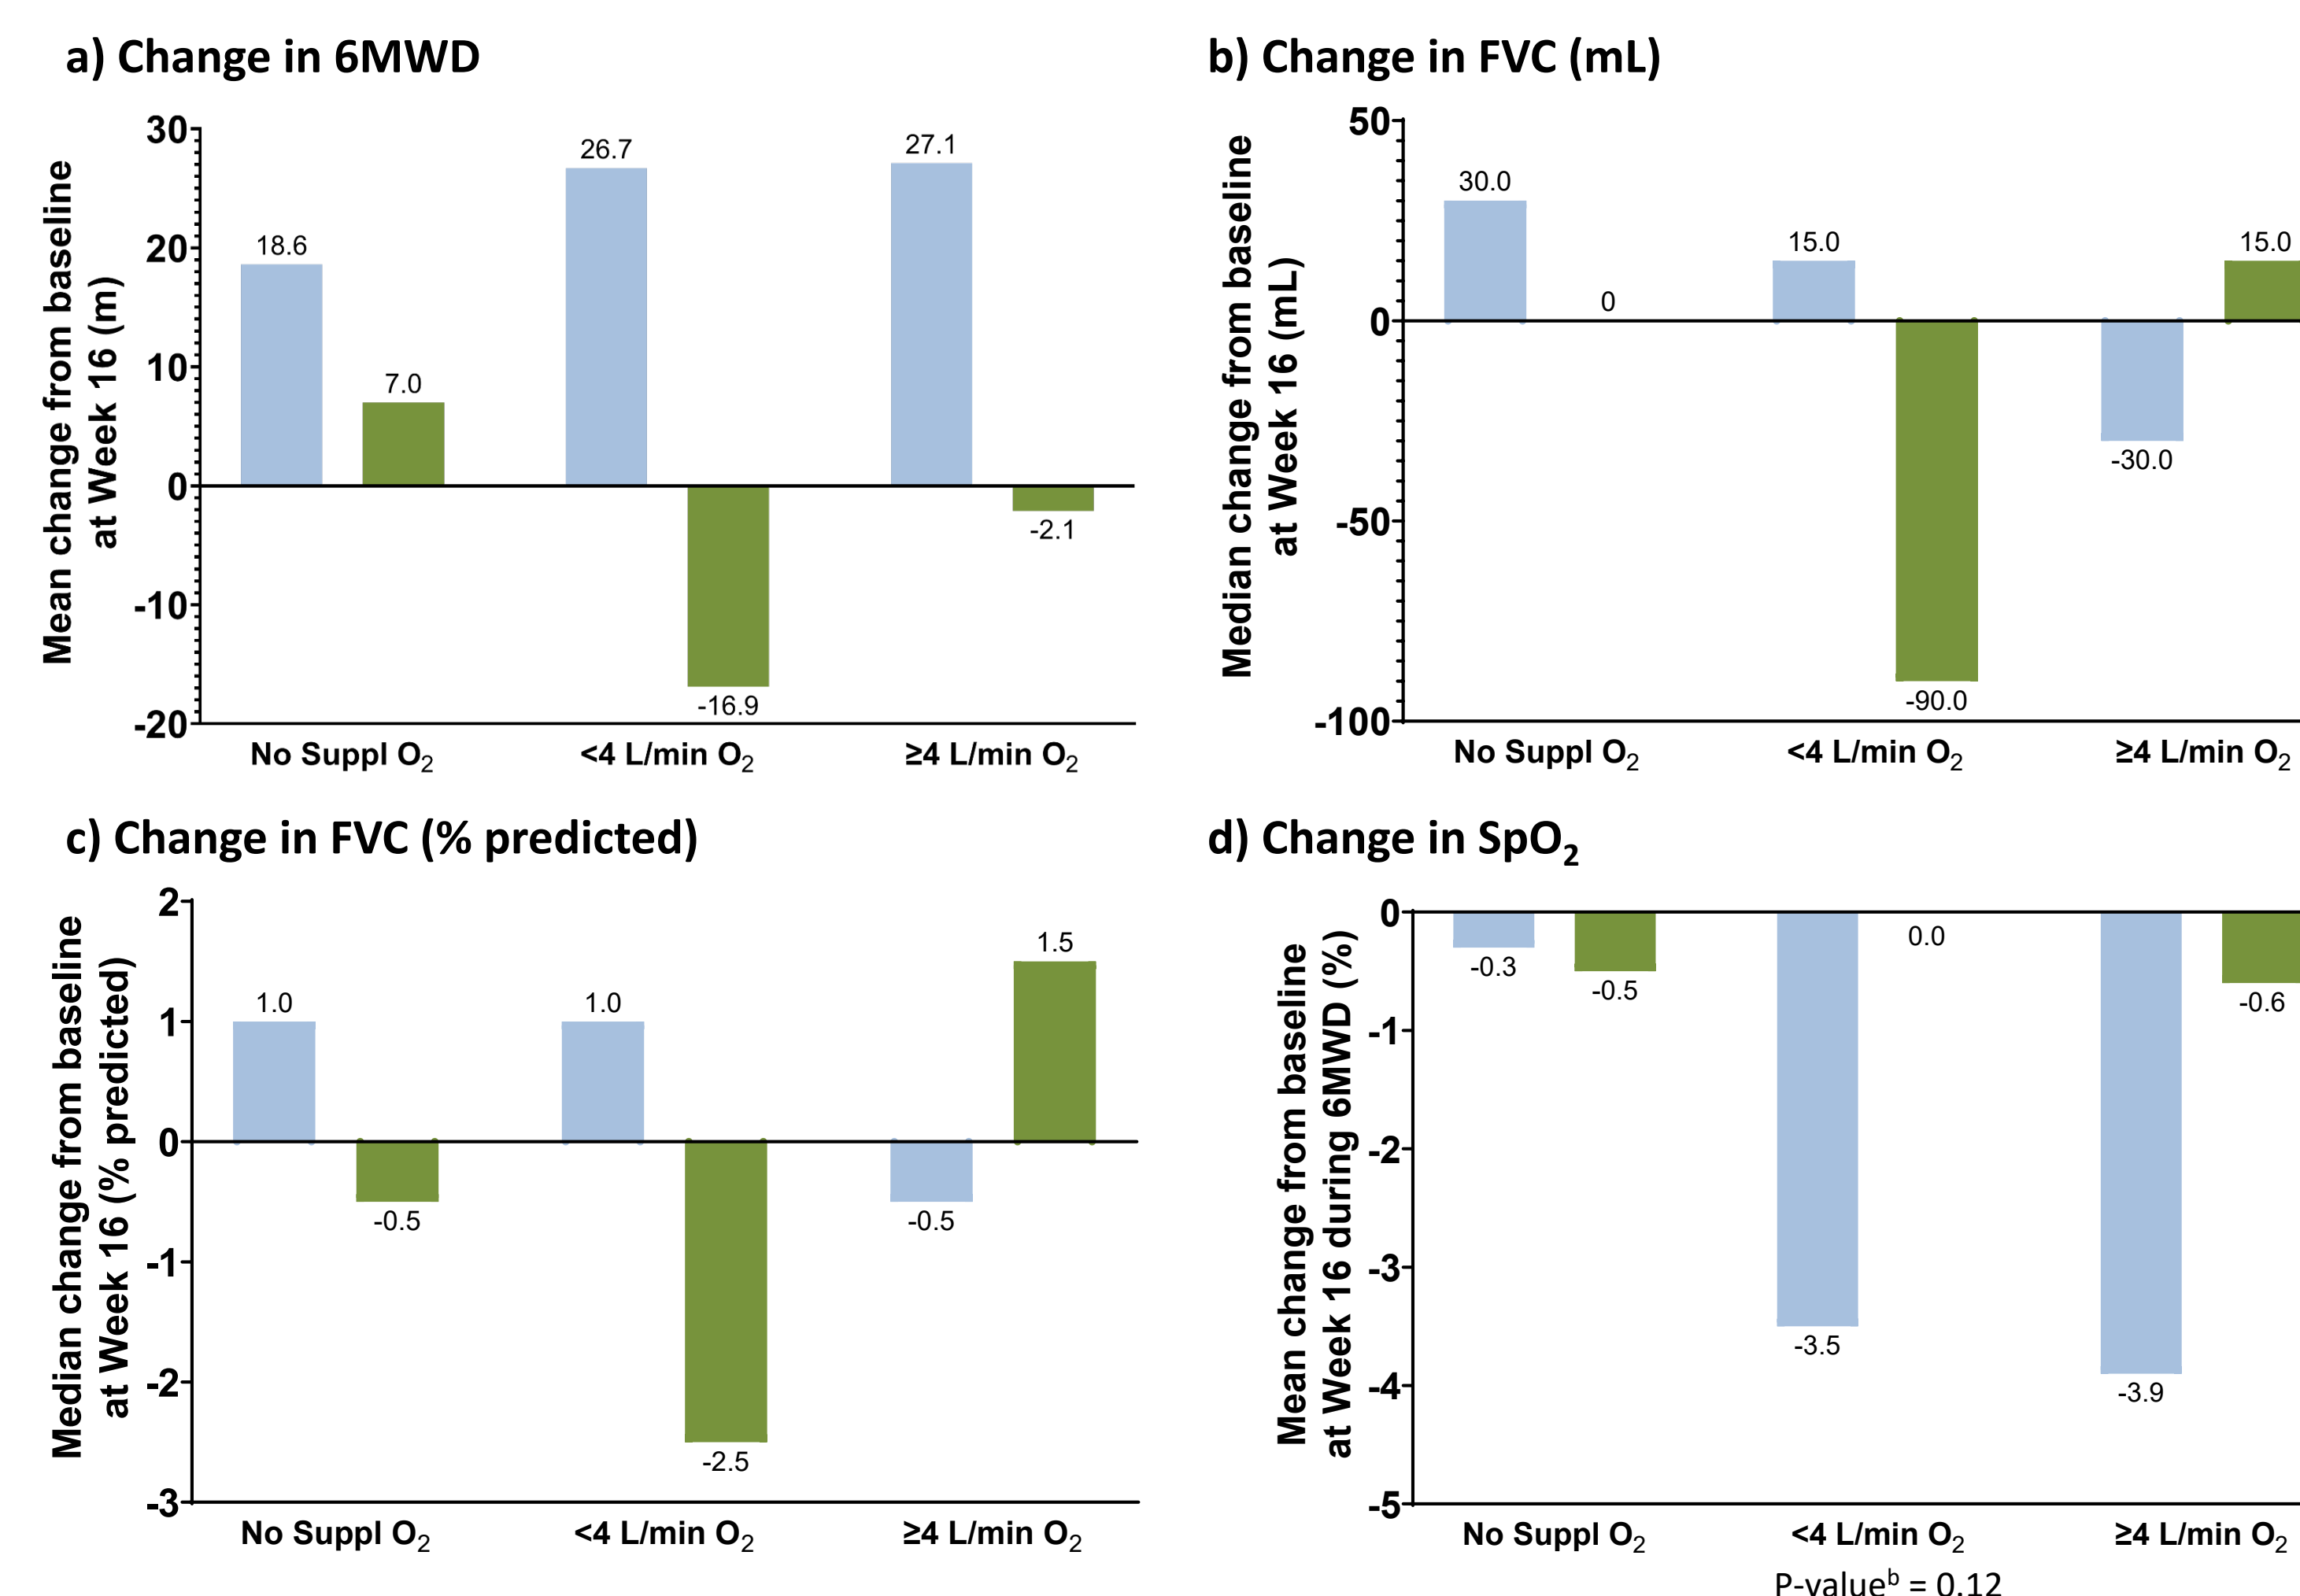 a) Change in 6MWD
Mean change from baseline
at Week 16 (m)
30
20
10
0
-10
-20
18.6
7.0
26.7
-16.9
27.1
-2.1
No Suppl O₂
<4 L/min O₂
≥4 L/min O₂
b) Change in FVC (mL)
Median change from baseline
at Week 16 (mL)
50
0
-50
-100
30.0
0
15.0
-90.0
-30.0
15.0
No Suppl O₂
<4 L/min O₂
≥4 L/min O₂
c) Change in FVC (% predicted)
Median change from baseline
at Week 16 (% predicted)
2
1
0
-1
-2
-3
1.0
-0.5
1.0
-2.5
-0.5
1.5
No Suppl O₂
<4 L/min O₂
≥4 L/min O₂
d) Change in SpO₂
Mean change from baseline
at Week 16 during 6MWD (%)
0
-1
-2
-3
-4
-5
-0.3
-0.5
-3.5
0.0
-3.9
-0.6
No Suppl O₂
<4 L/min O₂
≥4 L/min O₂
P-valueᵇ = 0.12